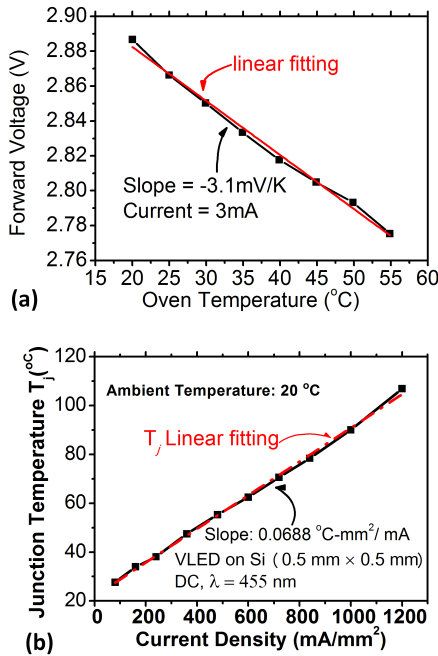 2.90
2.88
2.86
2.84
2.82
2.80
2.78
2.76
Forward Voltage (V)
linear fitting
Slope = -3.1mV/K
Current = 3mA
15 20 25 30 35 40 45 50 55 60
(a) Oven Temperature (°C)
120
100
80
60
40
20
Junction Temperature Tj(°C)
Ambient Temperature: 20 °C
Tj Linear fitting
Slope: 0.0688 °C-mm²/ mA
VLED on Si ( 0.5 mm × 0.5 mm)
DC, λ = 455 nm
0 200 400 600 800 1000 1200
(b) Current Density (mA/mm²)